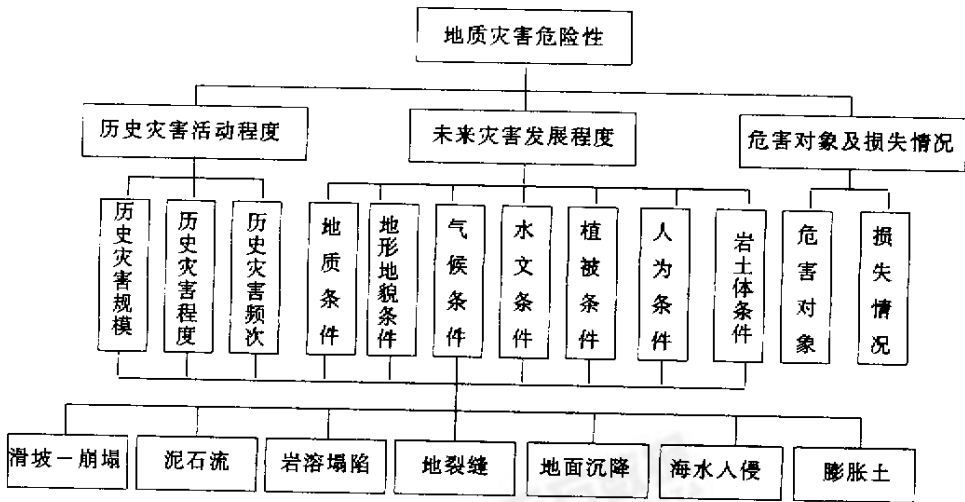 地质灾害危险性
历史灾害活动程度
未来灾害发展程度
危害对象及损失情况
历史灾害规模
历史灾害程度
历史灾害频次
地质条件
地形地貌条件
气候条件
水文条件
植被条件
人为条件
岩土体条件
危害对象
损失情况
滑坡－崩塌
泥石流
岩溶塌陷
地裂缝
地面沉降
海水入侵
膨胀土